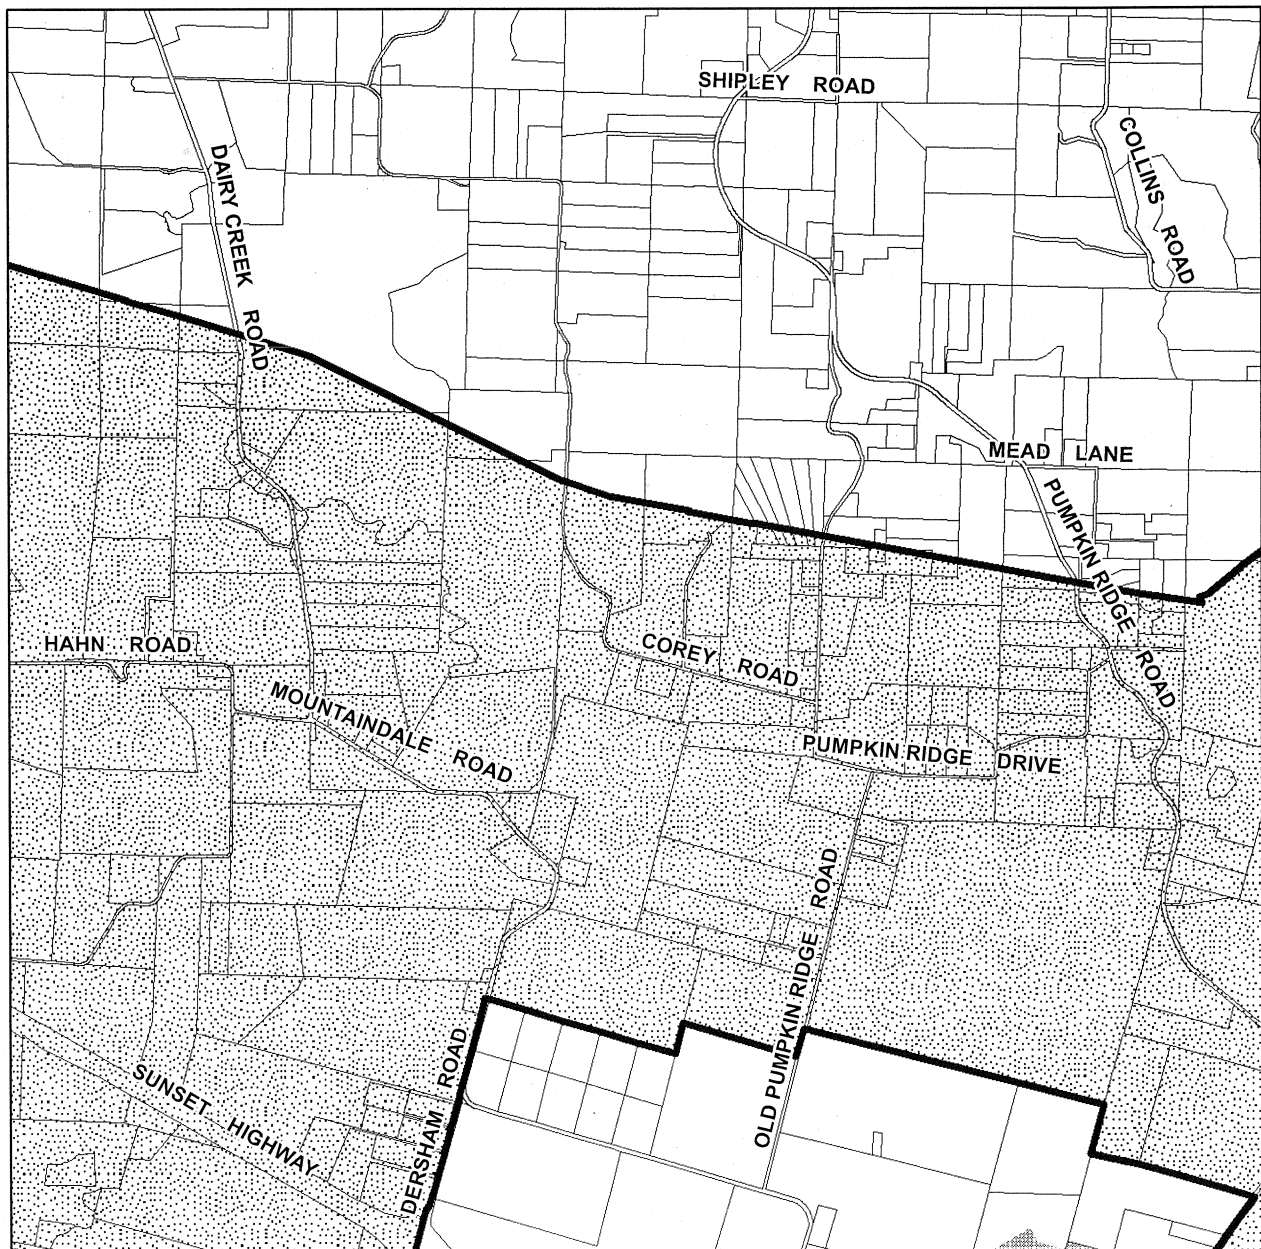 SHIPLEY ROAD
COLLINS ROAD
DAIRY CREEK ROAD
MEAD LANE
PUMPKIN RIDGE ROAD
HAHN ROAD
COREY ROAD
MOUNTAINDALE ROAD
PUMPKIN RIDGE DRIVE
OLD PUMPKIN RIDGE ROAD
DERSHAM ROAD
SUNSET HIGHWAY